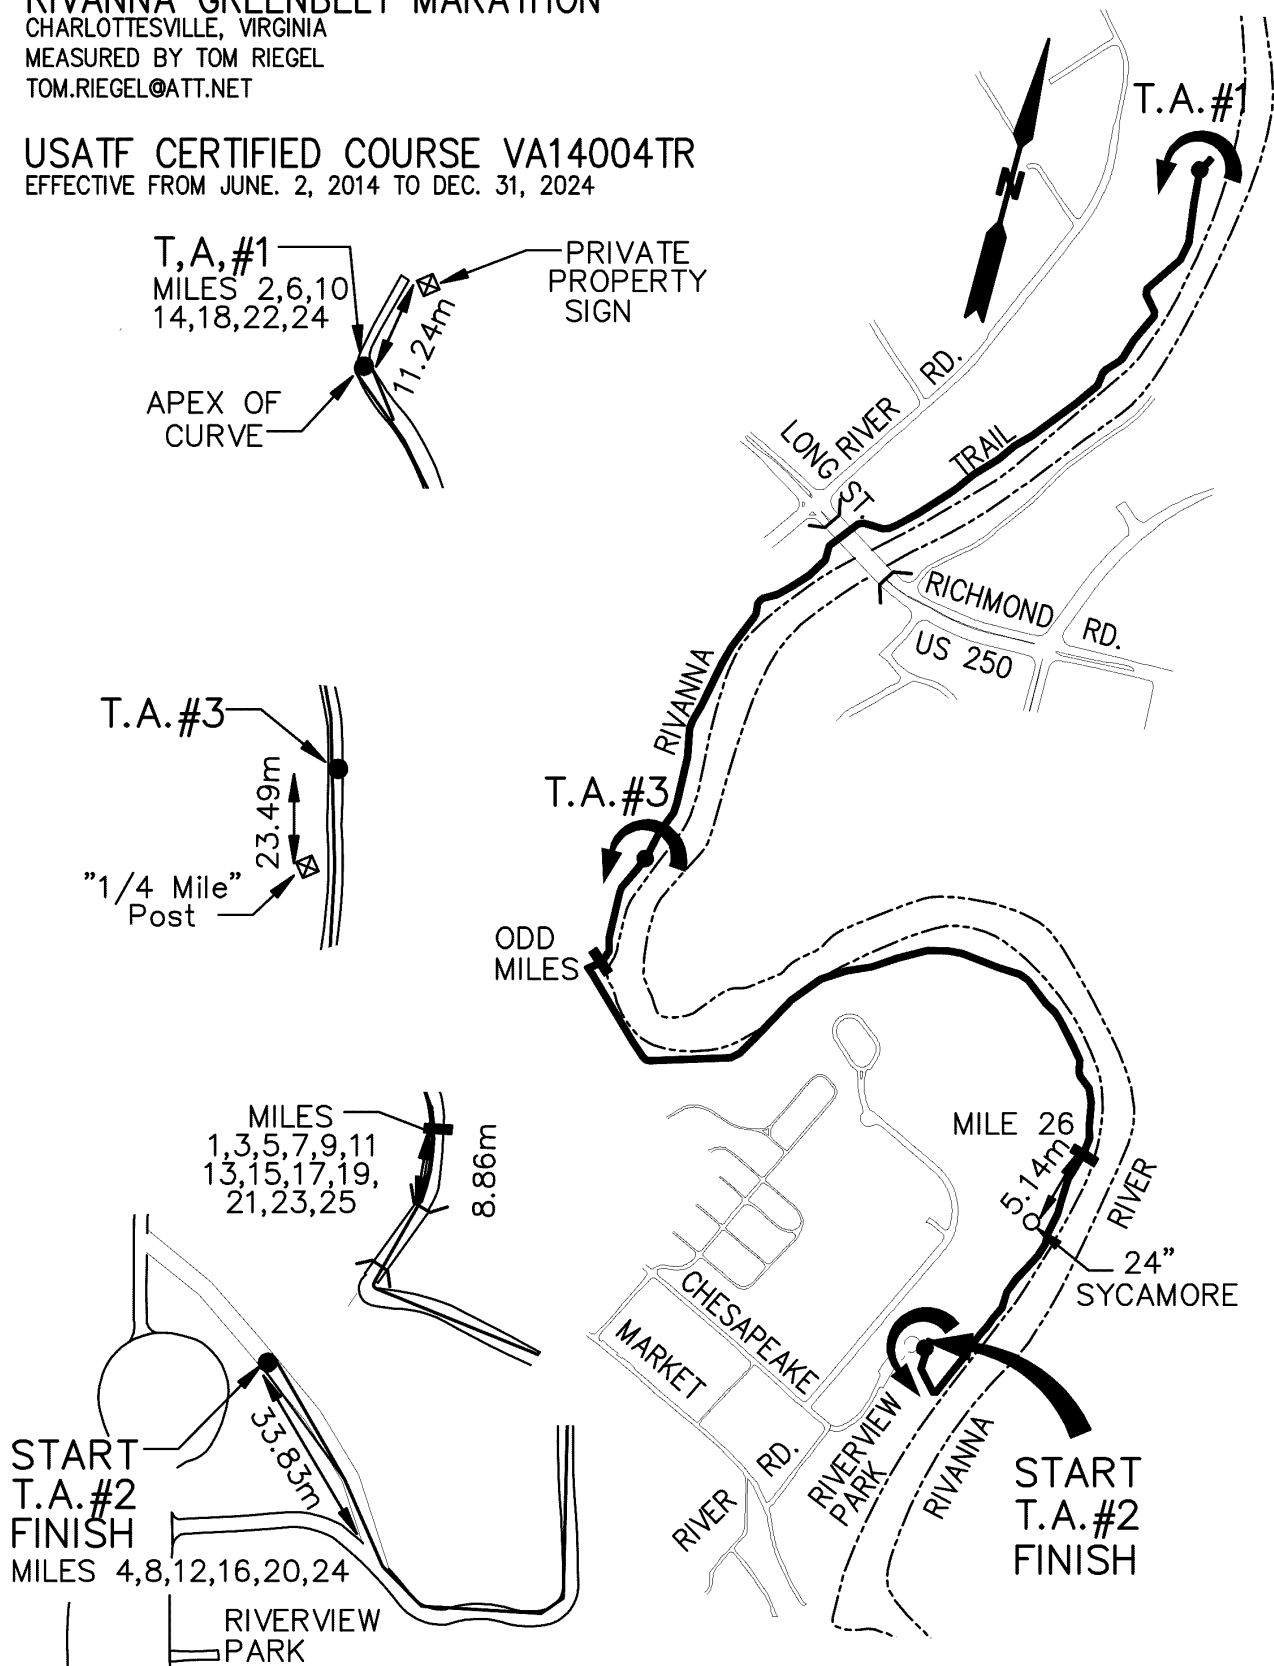 RIVANNA GREENBELT MARATHON
CHARLOTTESVILLE, VIRGINIA
MEASURED BY TOM RIEGEL
TOM.RIEGEL@ATT.NET
USATF CERTIFIED COURSE VA14004TR
EFFECTIVE FROM JUNE. 2, 2014 TO DEC. 31, 2024
T.A.#1
N
T,A,#1
MILES 2,6,10
14,18,22,24
PRIVATE
PROPERTY
SIGN
11.24m
APEX OF
CURVE
LONG
ST.
RIVER RD.
TRAIL
RICHMOND RD.
US 250
RIVANNA
T.A.#3
23.49m
"1/4 Mile"
Post
T.A.#3
ODD
MILES
MILES
1,3,5,7,9,11
13,15,17,19,
21,23,25
8.86m
MILE 26
5.14m
RIVER
24"
SYCAMORE
CHESAPEAKE
MARKET
RD.
RIVER
RIVERVIEW
PARK
RIVANNA
START
T.A.#2
FINISH
33.83m
START
T.A.#2
FINISH
MILES 4,8,12,16,20,24
RIVERVIEW
PARK